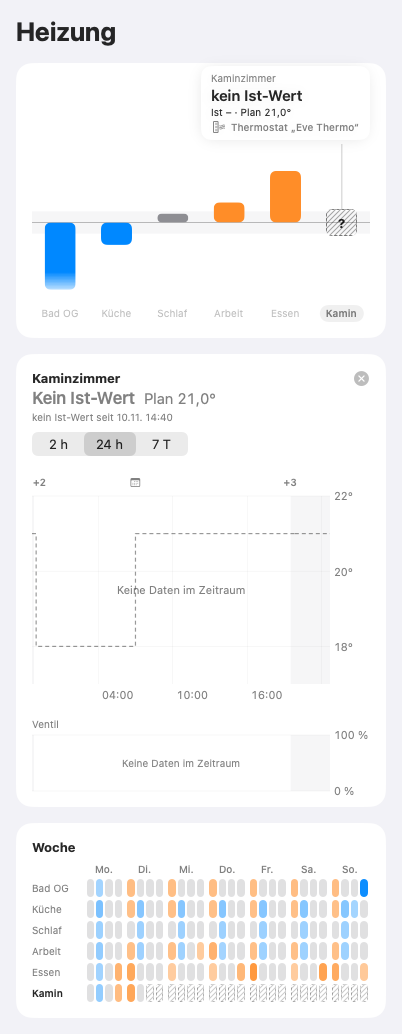 Heizung
Kaminzimmer
kein Ist-Wert
Ist – · Plan 21,0°
Thermostat „Eve Thermo“
?
Bad OG Küche Schlaf Arbeit Essen Kamin
Kaminzimmer
Kein Ist-Wert Plan 21,0°
kein Ist-Wert seit 10.11. 14:40
2 h 24 h 7 T
+2 +3
22°
Keine Daten im Zeitraum
20°
18°
04:00 10:00 16:00
Ventil
100 %
Keine Daten im Zeitraum
0 %
Woche
Mo. Di. Mi. Do. Fr. Sa. So.
Bad OG
Küche
Schlaf
Arbeit
Essen
Kamin